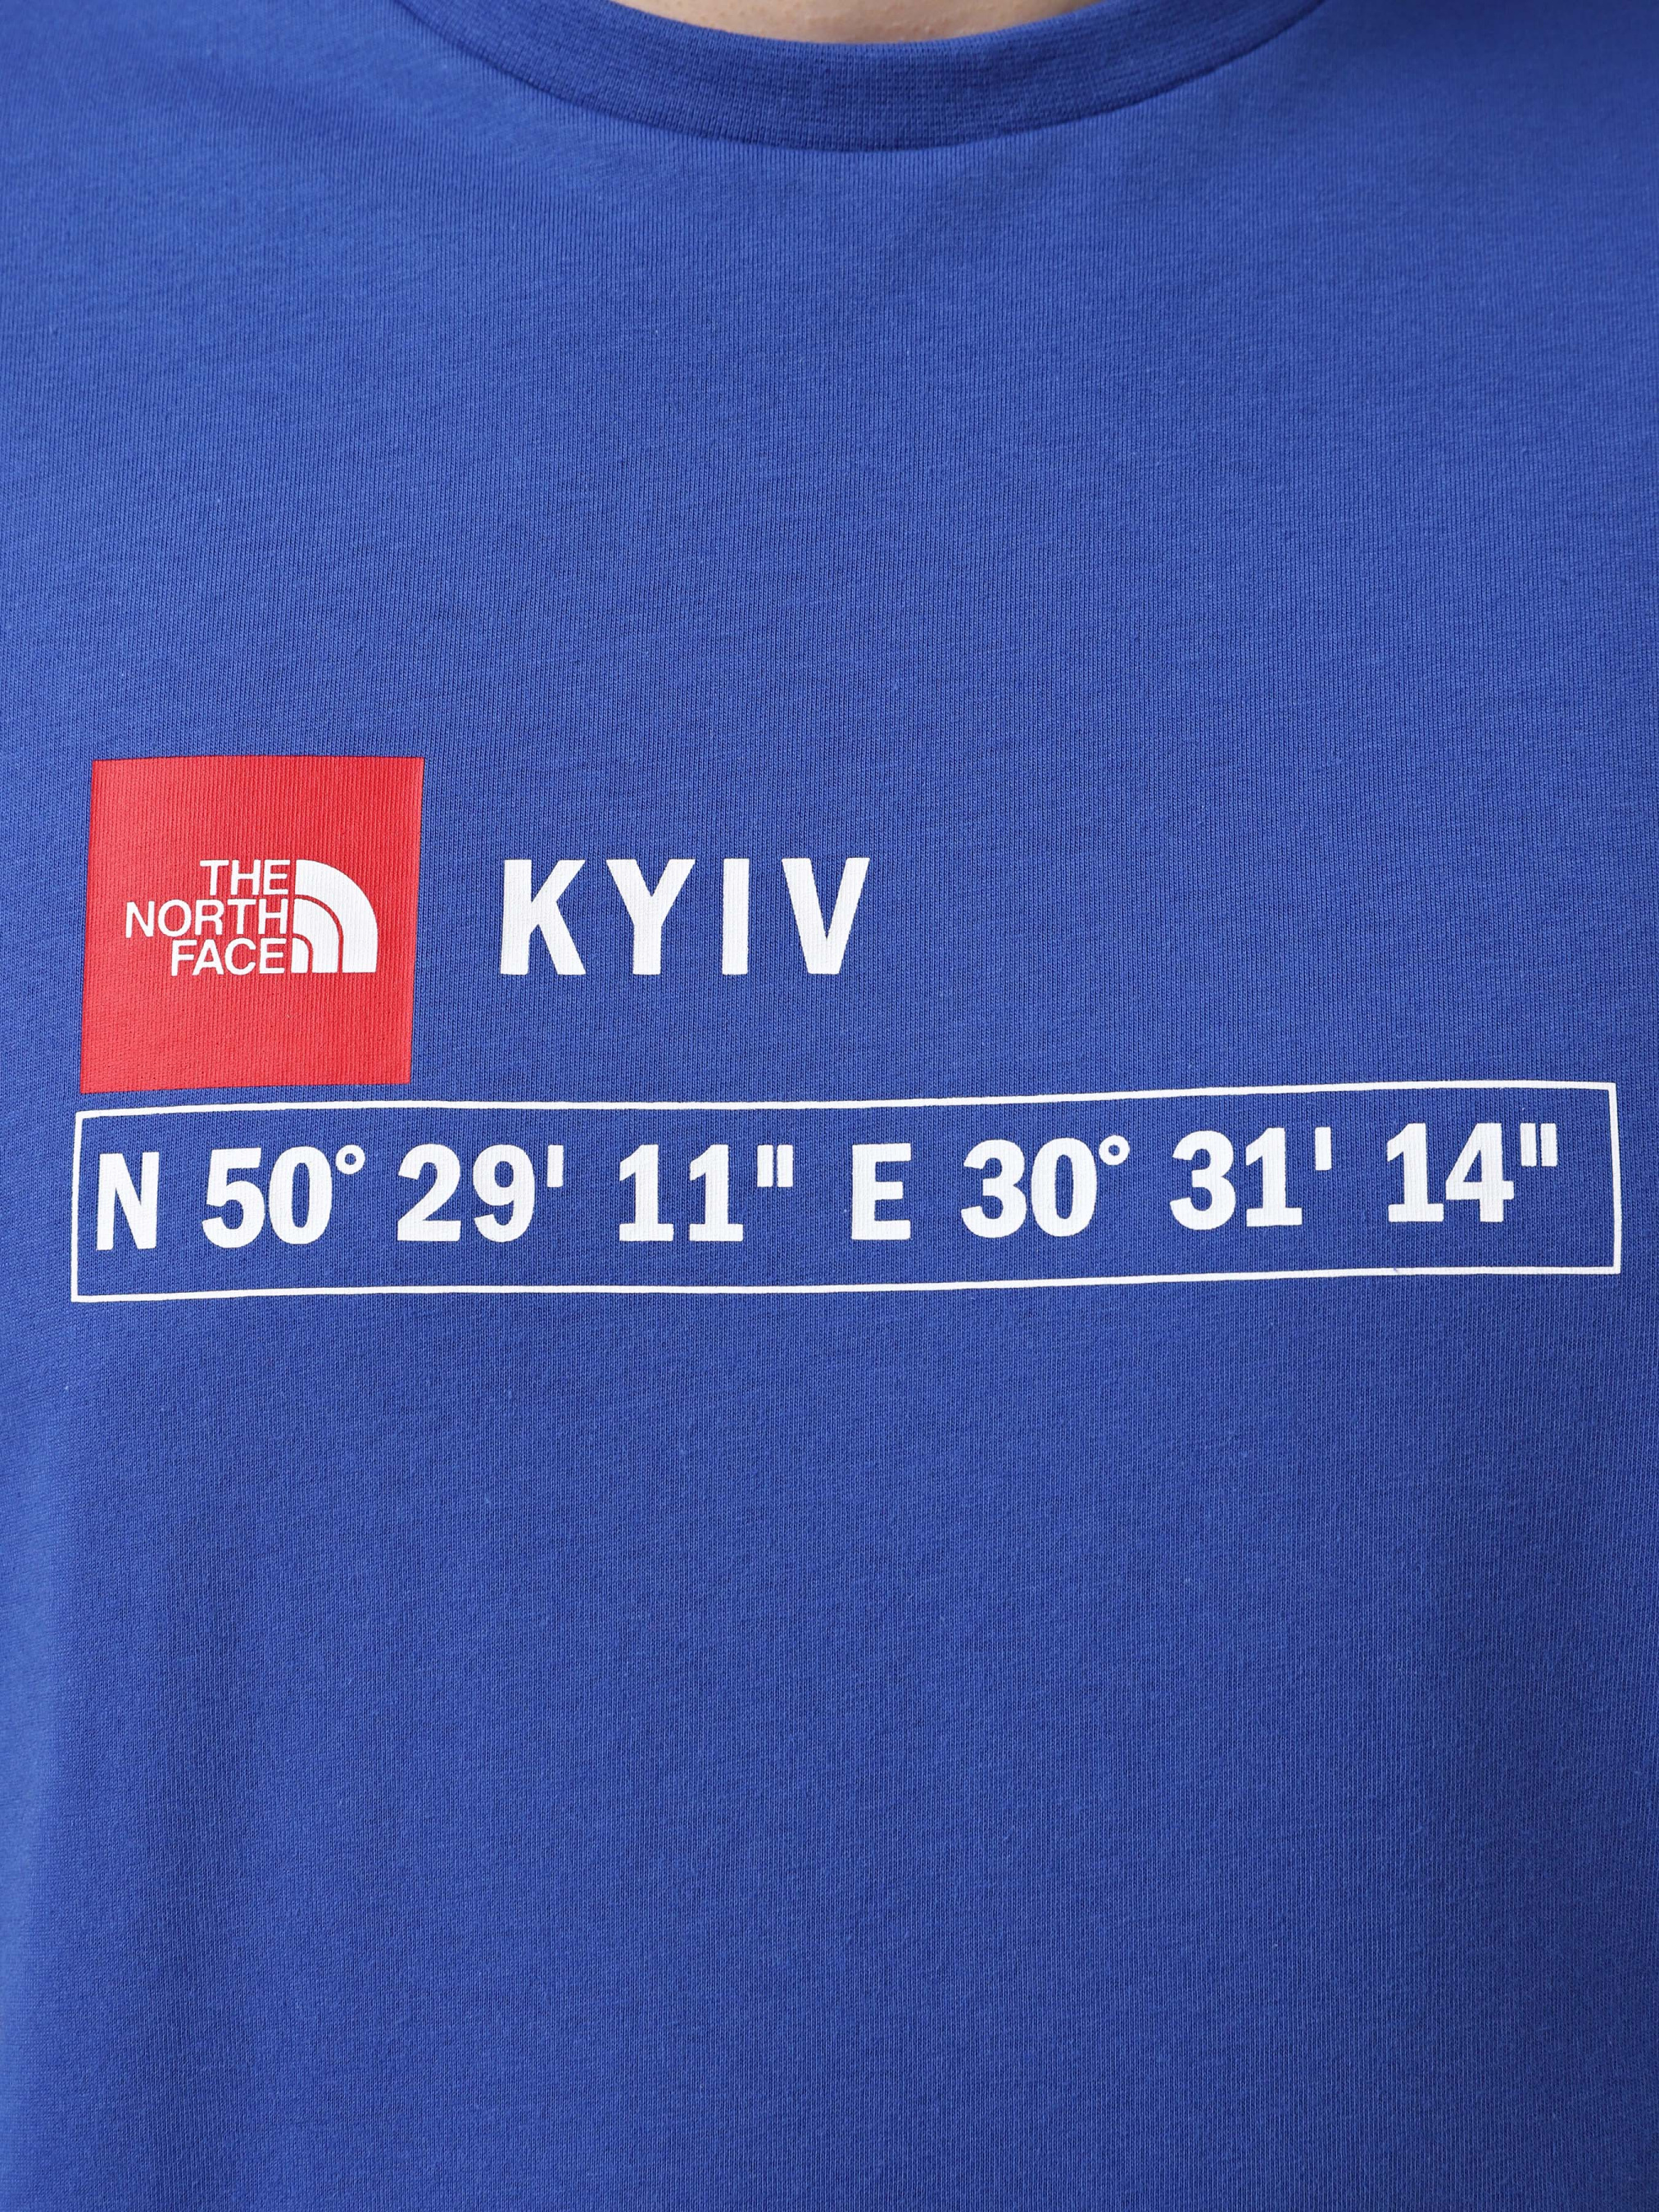 THE
NORTH
FACE
KYIV
N 50° 29' 11" E 30° 31' 14"